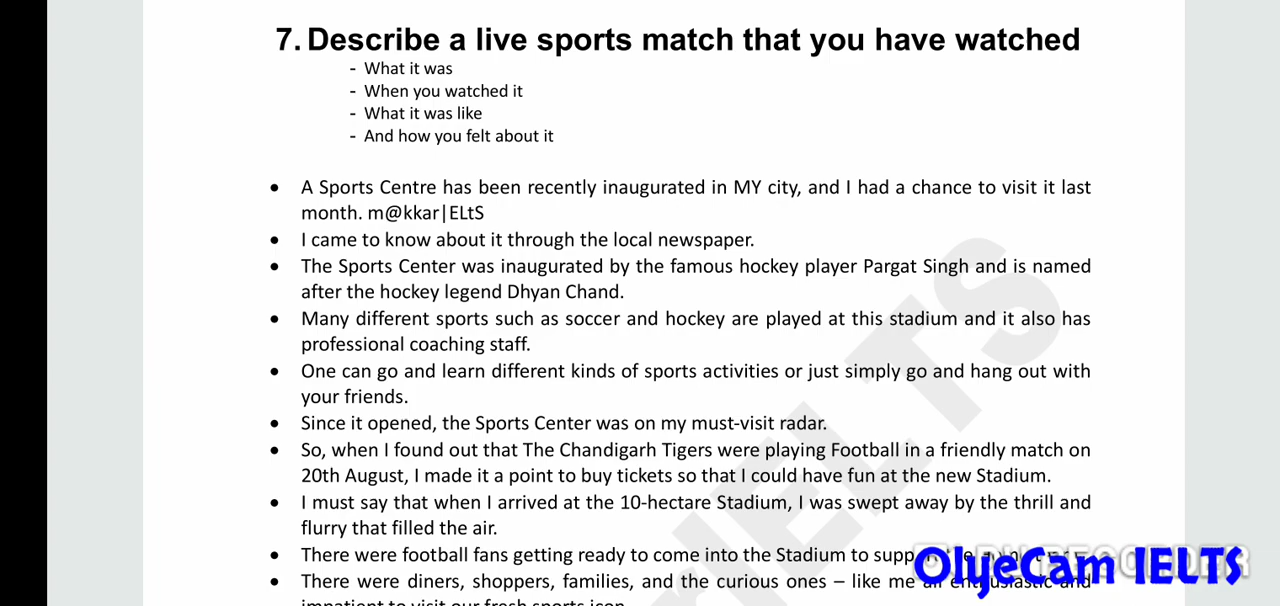 7. Describe a live sports match that you have watched
- What it was
- When you watched it
- What it was like
- And how you felt about it
• A Sports Centre has been recently inaugurated in MY city, and I had a chance to visit it last
month. m@kkar|ELtS
• I came to know about it through the local newspaper.
• The Sports Center was inaugurated by the famous hockey player Pargat Singh and is named
after the hockey legend Dhyan Chand.
• Many different sports such as soccer and hockey are played at this stadium and it also has
professional coaching staff.
• One can go and learn different kinds of sports activities or just simply go and hang out with
your friends.
• Since it opened, the Sports Center was on my must-visit radar.
• So, when I found out that The Chandigarh Tigers were playing Football in a friendly match on
20th August, I made it a point to buy tickets so that I could have fun at the new Stadium.
• I must say that when I arrived at the 10-hectare Stadium, I was swept away by the thrill and
flurry that filled the air.
• There were football fans getting ready to come into the Stadium to
• There were diners, shoppers, families, and the curious ones – like me all enthusiastic and
impatient to visit our fresh sports icon.
OlyeCam IELTS